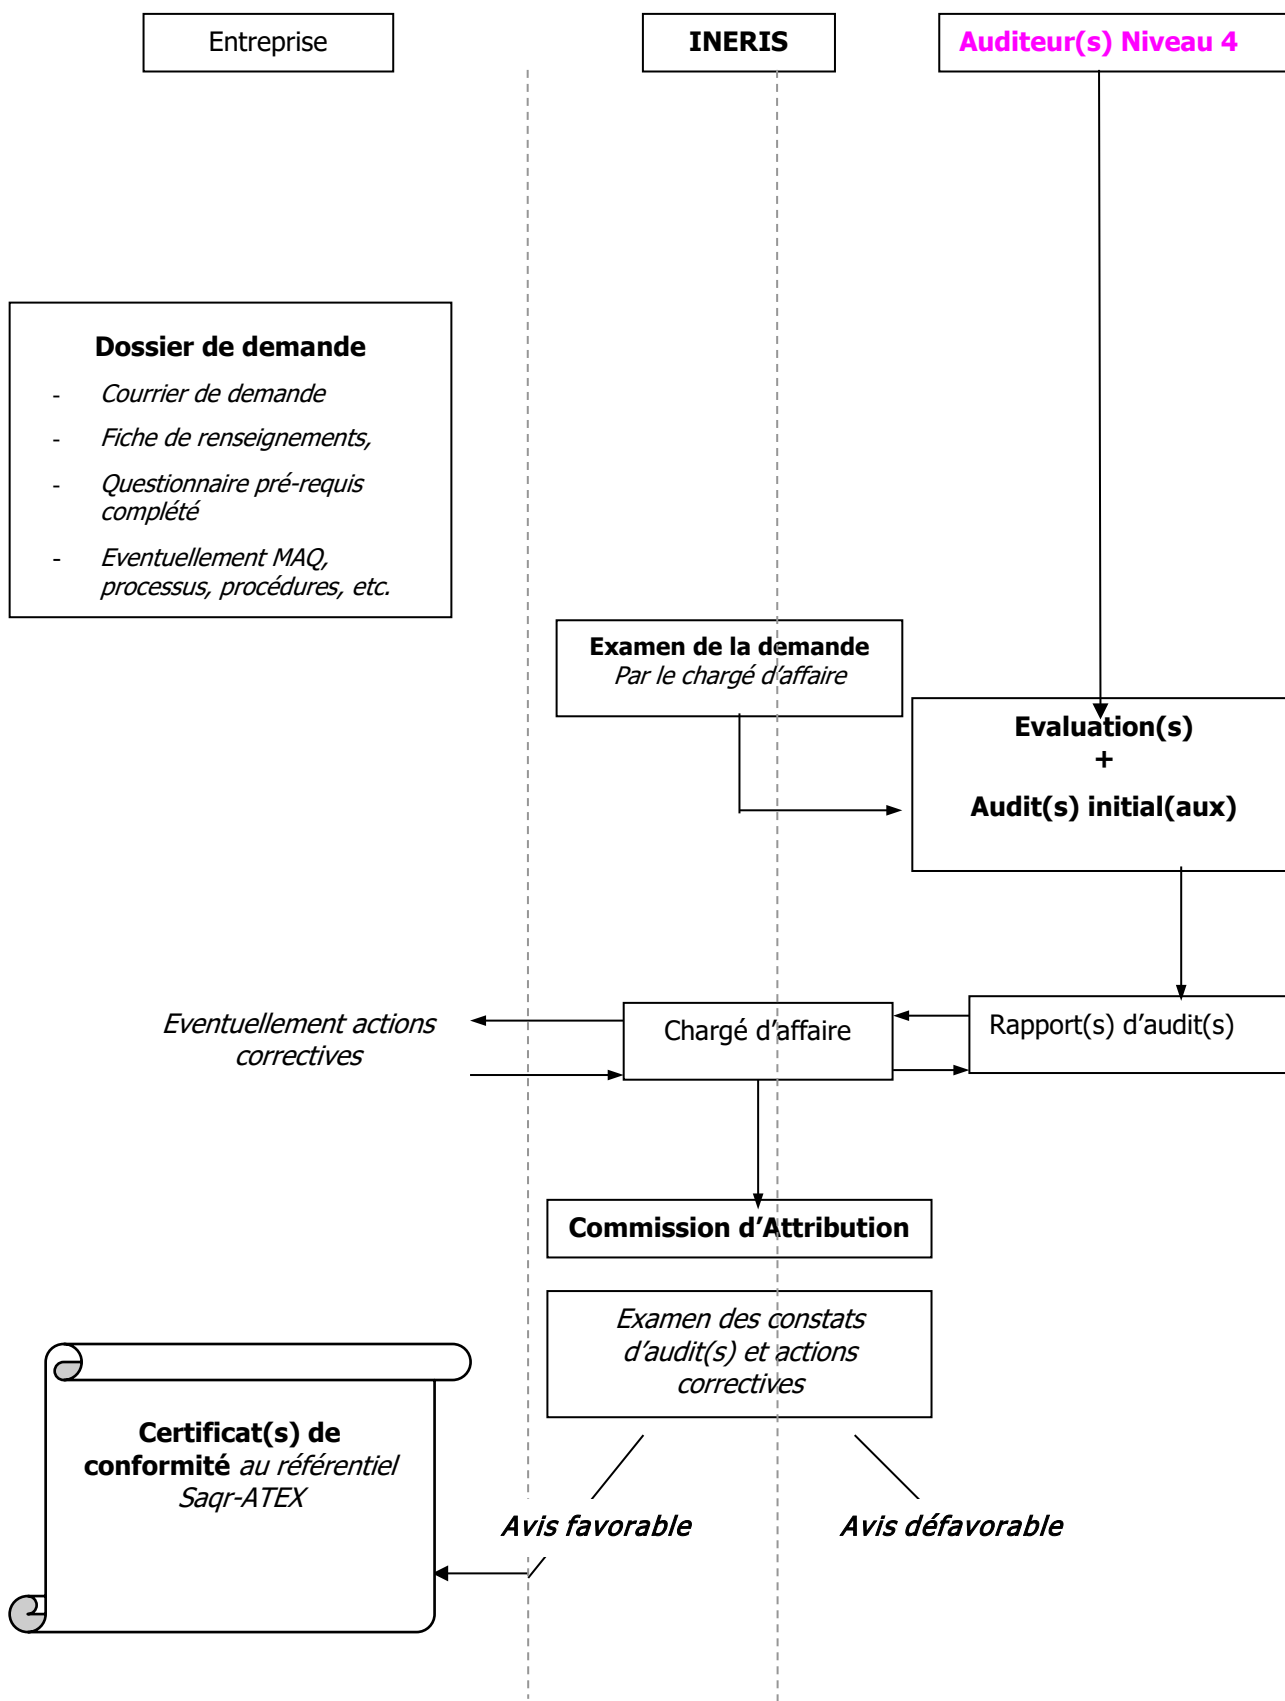 Entreprise
INERIS
Auditeur(s) Niveau 4
Dossier de demande
- Courrier de demande
- Fiche de renseignements,
- Questionnaire pré-requis
complété
- Eventuellement MAQ,
processus, procédures, etc.
Examen de la demande
Par le chargé d'affaire
Evaluation(s)
+
Audit(s) initial(aux)
Eventuellement actions
correctives
Chargé d'affaire
Rapport(s) d'audit(s)
Commission d'Attribution
Examen des constats
d'audit(s) et actions
correctives
Certificat(s) de
conformité au référentiel
Saqr-ATEX
Avis favorable
Avis défavorable